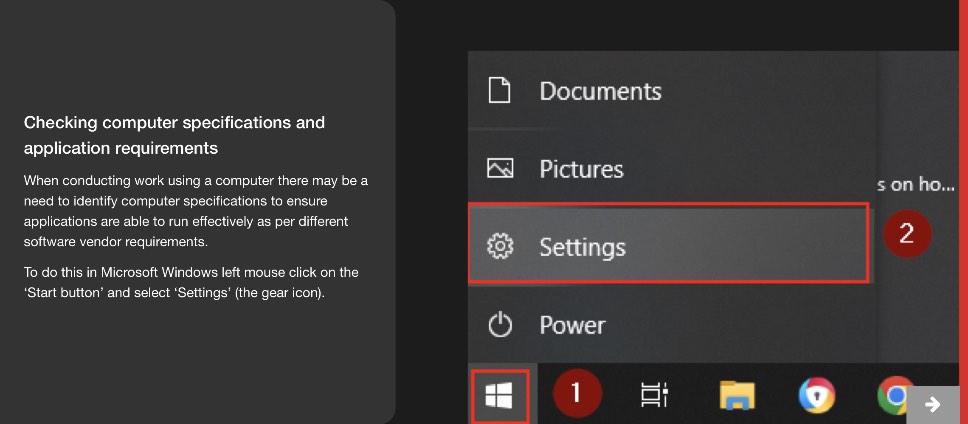 Checking computer specifications and
application requirements
When conducting work using a computer there may be a
need to identify computer specifications to ensure
applications are able to run effectively as per different
software vendor requirements.
To do this in Microsoft Windows left mouse click on the
‘Start button’ and select ‘Settings’ (the gear icon).
Documents
Pictures
s on ho...
Settings
2
Power
1